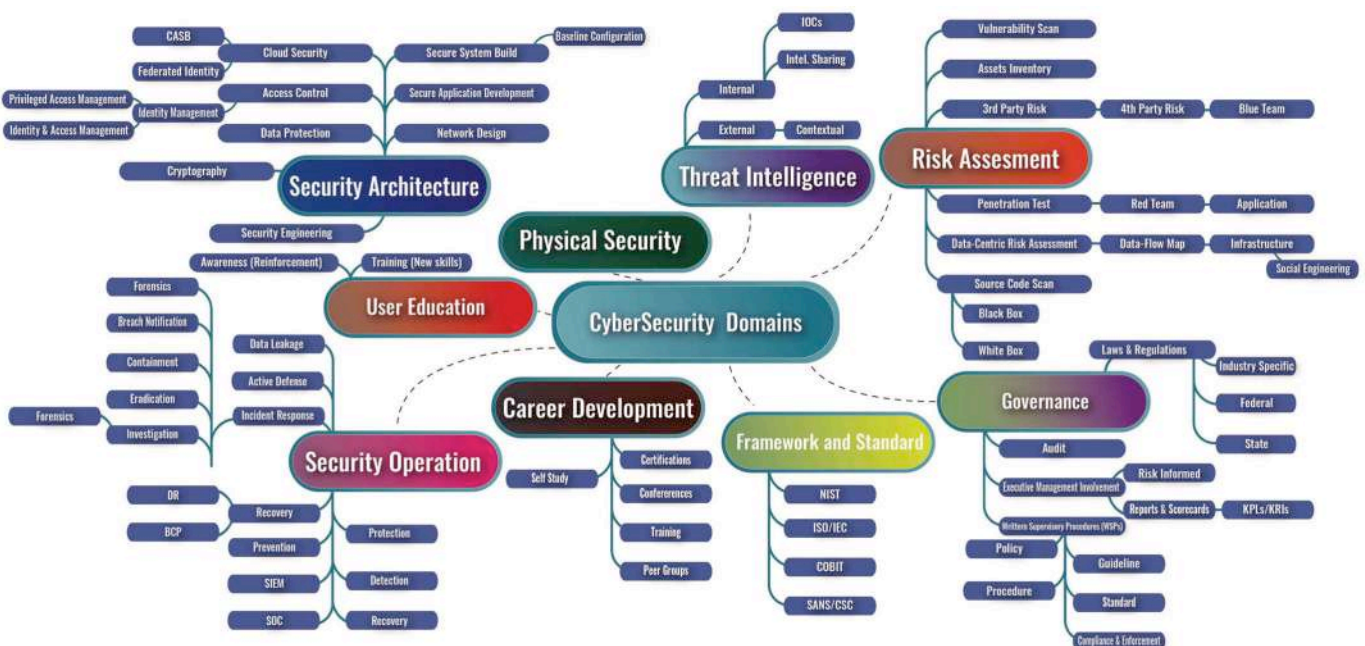 CASB
Cloud Security
Federated Identity
Privileged Access Management
Identity Management
Access Control
Identity & Access Management
Data Protection
Cryptography
Secure System Build
Baseline Configuration
Secure Application Development
Network Design
Security Architecture
Security Engineering
IOCs
Intel. Sharing
Internal
External
Contextual
Threat Intelligence
Vulnerability Scan
Assets Inventory
3rd Party Risk
4th Party Risk
Blue Team
Risk Assesment
Penetration Test
Red Team
Application
Data-Centric Risk Assessment
Data-Flow Map
Infrastructure
Social Engineering
Source Code Scan
Black Box
White Box
Physical Security
Awareness (Reinforcement)
Training (New skills)
User Education
CyberSecurity Domains
Forensics
Breach Notification
Containment
Eradication
Forensics
Investigation
Data Leakage
Active Defense
Incident Response
Security Operation
DR
BCP
Recovery
Prevention
SIEM
SOC
Protection
Detection
Recovery
Career Development
Self Study
Certifications
Confererences
Training
Peer Groups
Framework and Standard
NIST
ISO/IEC
COBIT
SANS/CSC
Laws & Regulations
Industry Specific
Federal
State
Governance
Audit
Executive Management Involvement
Risk Informed
Reports & Scorecards
KPLs/KRIs
Writtern Supervisory Procedures (WSPs)
Policy
Procedure
Guideline
Standard
Compliance & Enforcement